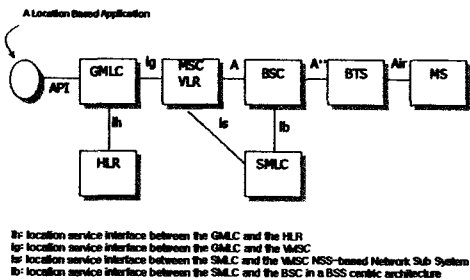 A Location Based Application
GMLC
Ig
MSC
VLR
A
BSC
A**
BTS
Air
MS
API
Ih
Is
Ib
HLR
SMLC
Ih: location service interface between the GMLC and the HLR
Ig: location service interface between the GMLC and the VMSC
Is: location service interface between the SMLC and the VMSC NSS-based Network Sub System
Ib: location service interface between the SMLC and the BSC in a BSS centric architecture